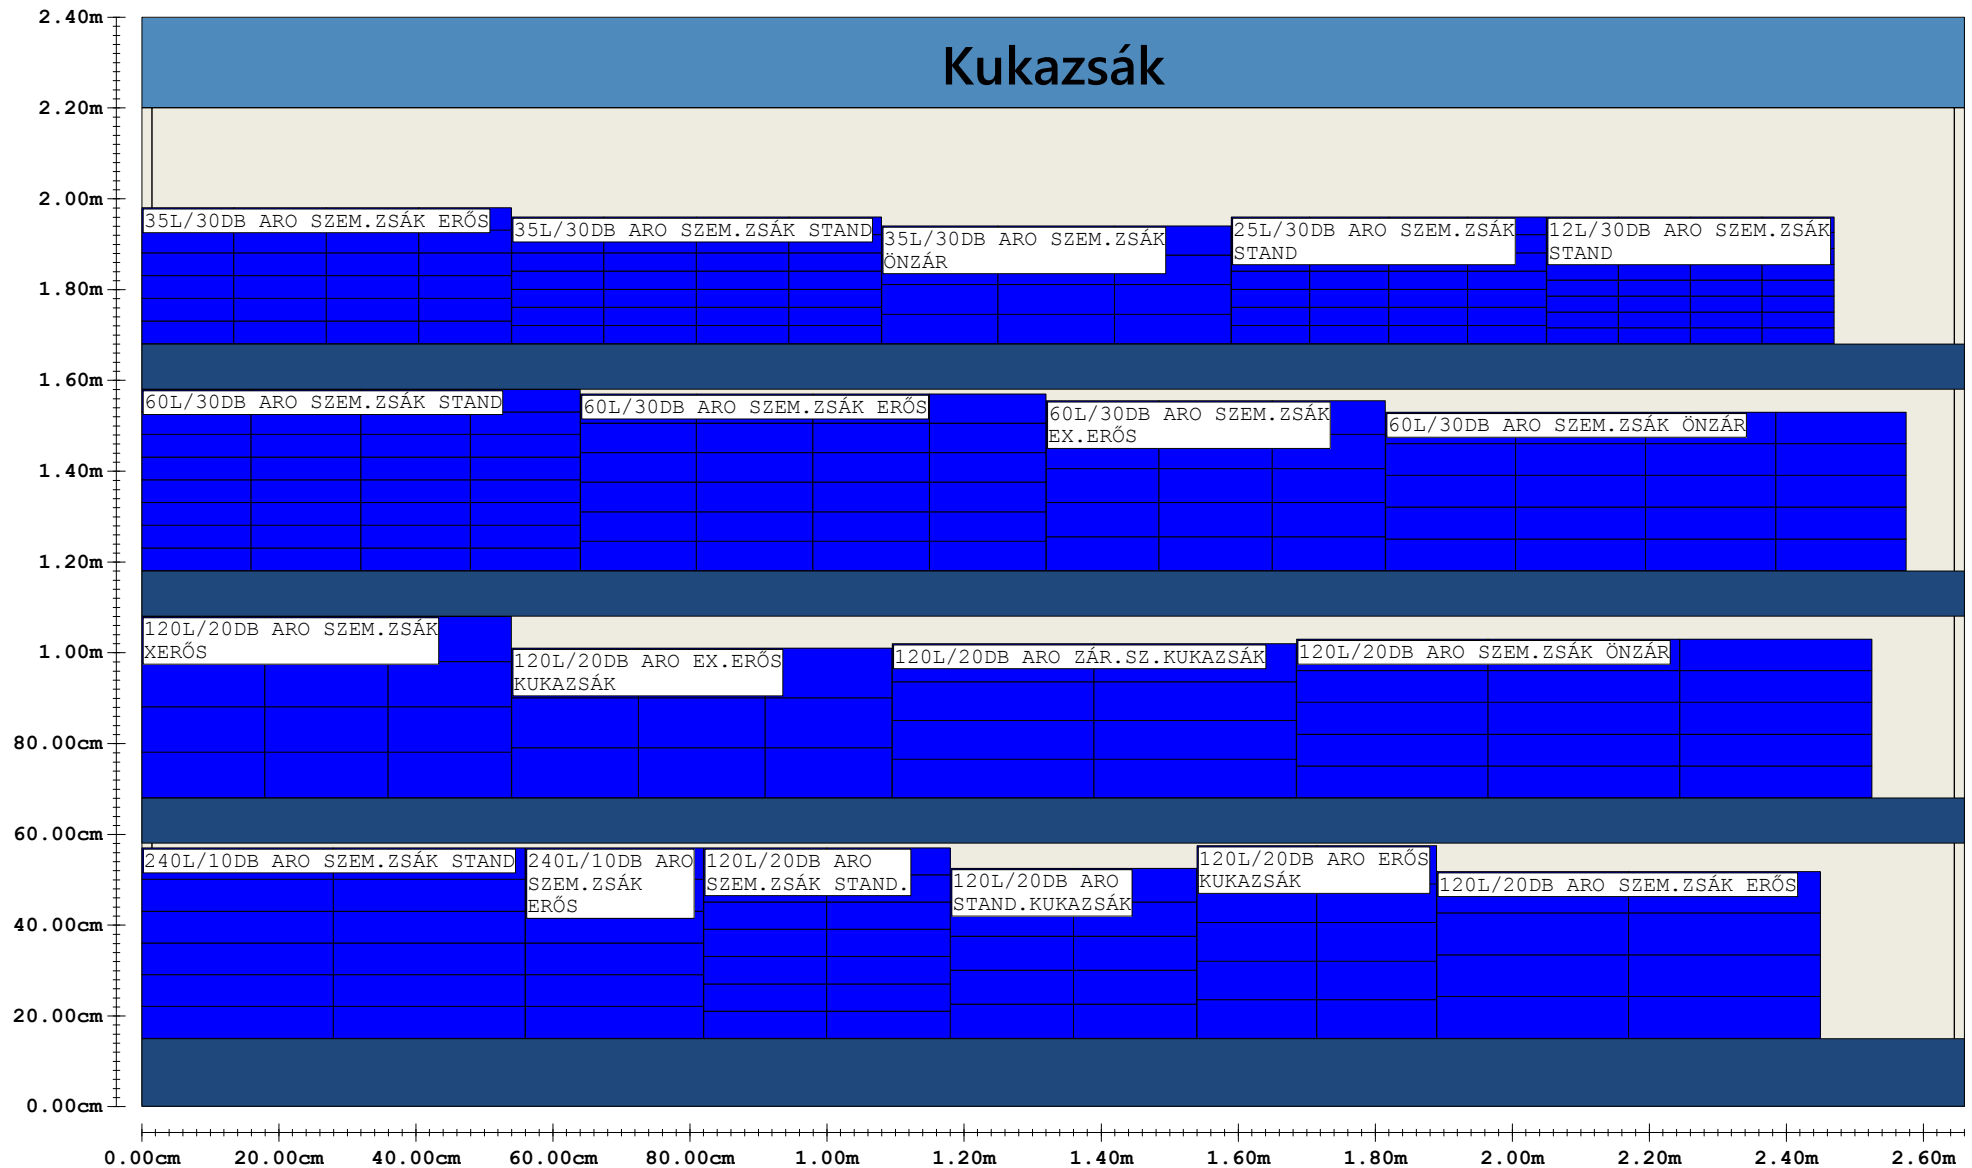 2.40m
Kukazsák
2.20m
2.00m
35L/30DB ARO SZEM.ZSÁK ERŐS
35L/30DB ARO SZEM.ZSÁK STAND
35L/30DB ARO SZEM.ZSÁK
ÖNZÁR
25L/30DB ARO SZEM.ZSÁK
STAND
12L/30DB ARO SZEM.ZSÁK
STAND
1.80m
1.60m
60L/30DB ARO SZEM.ZSÁK STAND
60L/30DB ARO SZEM.ZSÁK ERŐS
60L/30DB ARO SZEM.ZSÁK
EX.ERŐS
60L/30DB ARO SZEM.ZSÁK ÖNZÁR
1.40m
1.20m
120L/20DB ARO SZEM.ZSÁK
XERŐS
120L/20DB ARO EX.ERŐS
KUKAZSÁK
120L/20DB ARO ZÁR.SZ.KUKAZSÁK
120L/20DB ARO SZEM.ZSÁK ÖNZÁR
1.00m
80.00cm
60.00cm
240L/10DB ARO SZEM.ZSÁK STAND
240L/10DB ARO
SZEM.ZSÁK
ERŐS
120L/20DB ARO
SZEM.ZSÁK STAND.
120L/20DB ARO
STAND.KUKAZSÁK
120L/20DB ARO ERŐS
KUKAZSÁK
120L/20DB ARO SZEM.ZSÁK ERŐS
40.00cm
20.00cm
0.00cm
0.00cm 20.00cm 40.00cm 60.00cm 80.00cm 1.00m 1.20m 1.40m 1.60m 1.80m 2.00m 2.20m 2.40m 2.60m